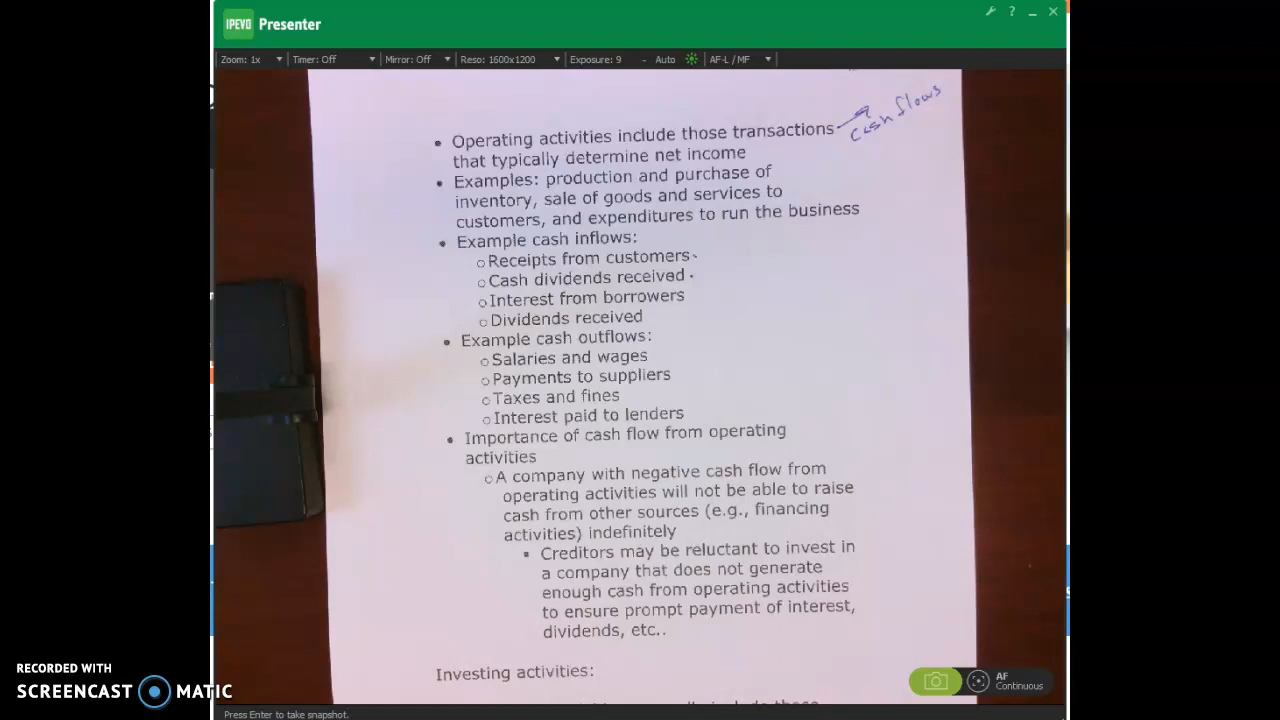 IPEVO Presenter
Zoom: 1x Timer: Off Mirror: Off Reso: 1600x1200 Exposure: 9 - Auto AF-L / MF
cash flows
• Operating activities include those transactions
that typically determine net income
• Examples: production and purchase of
inventory, sale of goods and services to
customers, and expenditures to run the business
• Example cash inflows:
○ Receipts from customers
○ Cash dividends received
○ Interest from borrowers
○ Dividends received
• Example cash outflows:
○ Salaries and wages
○ Payments to suppliers
○ Taxes and fines
○ Interest paid to lenders
• Importance of cash flow from operating
activities
○ A company with negative cash flow from
operating activities will not be able to raise
cash from other sources (e.g., financing
activities) indefinitely
▪ Creditors may be reluctant to invest in
a company that does not generate
enough cash from operating activities
to ensure prompt payment of interest,
dividends, etc..
Investing activities:
AF
Continuous
RECORDED WITH
SCREENCAST MATIC
Press Enter to take snapshot.